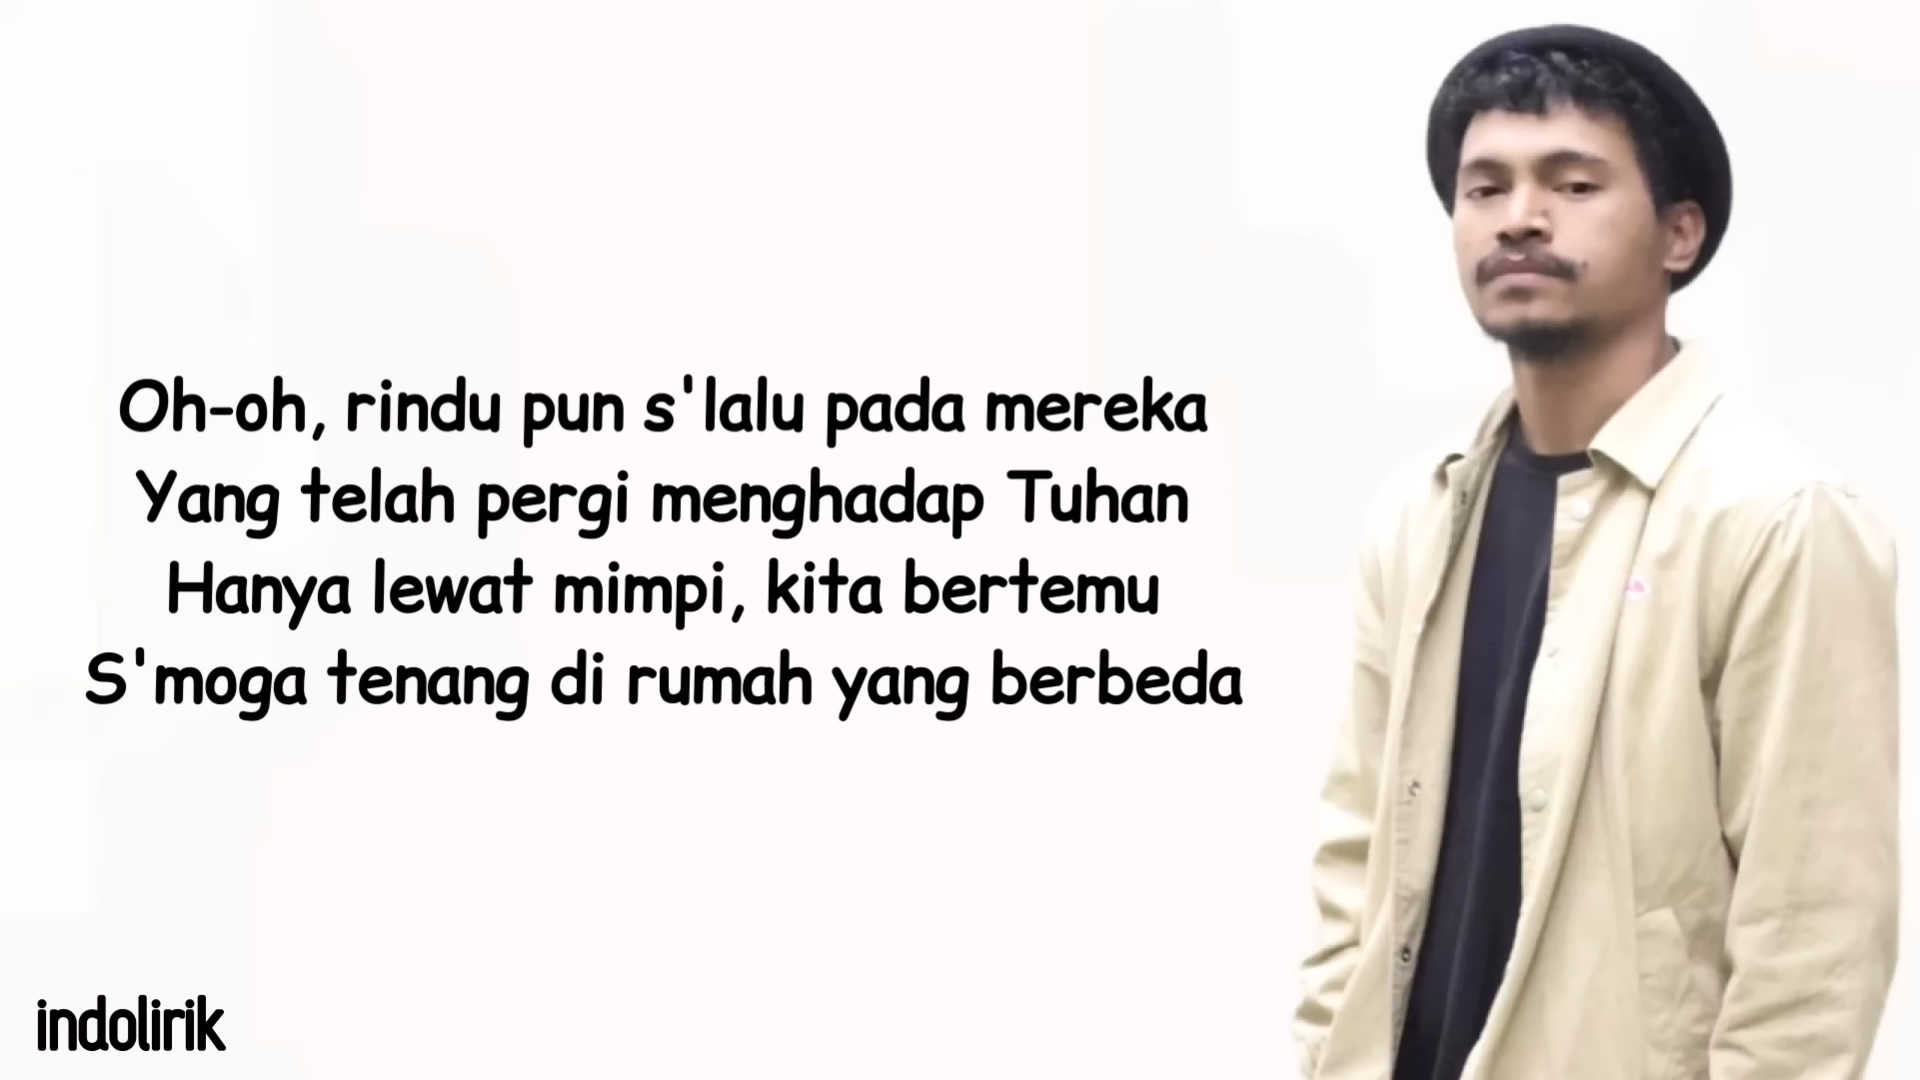 Oh-oh, rindu pun s'lalu pada mereka
Yang telah pergi menghadap Tuhan
Hanya lewat mimpi, kita bertemu
S'moga tenang di rumah yang berbeda
indolirik